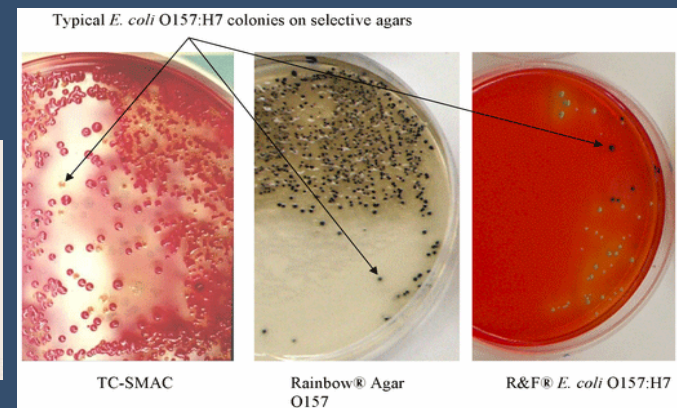 Typical E. coli O157:H7 colonies on selective agars
TC-SMAC
Rainbow® Agar
O157
R&F® E. coli O157:H7